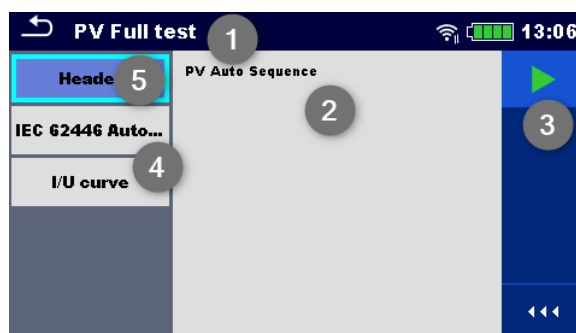 PV Full test
1
13:06
Heade
5
PV Auto Sequence
2
3
IEC 62446 Auto...
4
I/U curve